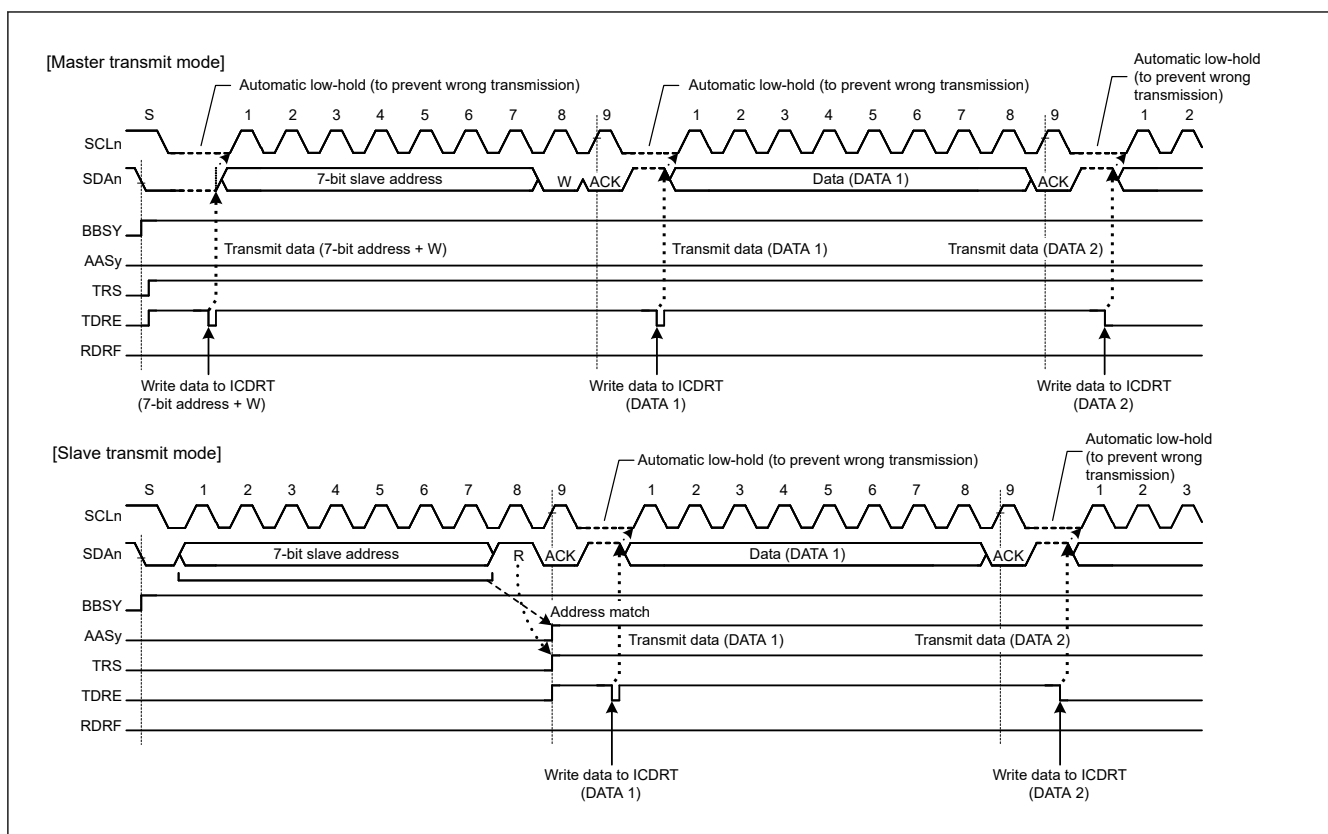 [Master transmit mode]
Automatic low-hold (to prevent wrong transmission)
Automatic low-hold (to prevent wrong transmission)
Automatic low-hold
(to prevent wrong
transmission)
S 1 2 3 4 5 6 7 8 9 1 2 3 4 5 6 7 8 9 1 2
SCLn
SDAn 7-bit slave address W ACK Data (DATA 1) ACK
BBSY
Transmit data (7-bit address + W) Transmit data (DATA 1) Transmit data (DATA 2)
AASy
TRS
TDRE
RDRF
Write data to ICDRT
(7-bit address + W)
Write data to ICDRT
(DATA 1)
Write data to ICDRT
(DATA 2)
[Slave transmit mode]
Automatic low-hold (to prevent wrong transmission)
Automatic low-hold
(to prevent wrong
transmission)
S 1 2 3 4 5 6 7 8 9 1 2 3 4 5 6 7 8 9 1 2 3
SCLn
SDAn 7-bit slave address R ACK Data (DATA 1) ACK
BBSY
Address match
AASy
Transmit data (DATA 1) Transmit data (DATA 2)
TRS
TDRE
RDRF
Write data to ICDRT
(DATA 1)
Write data to ICDRT
(DATA 2)